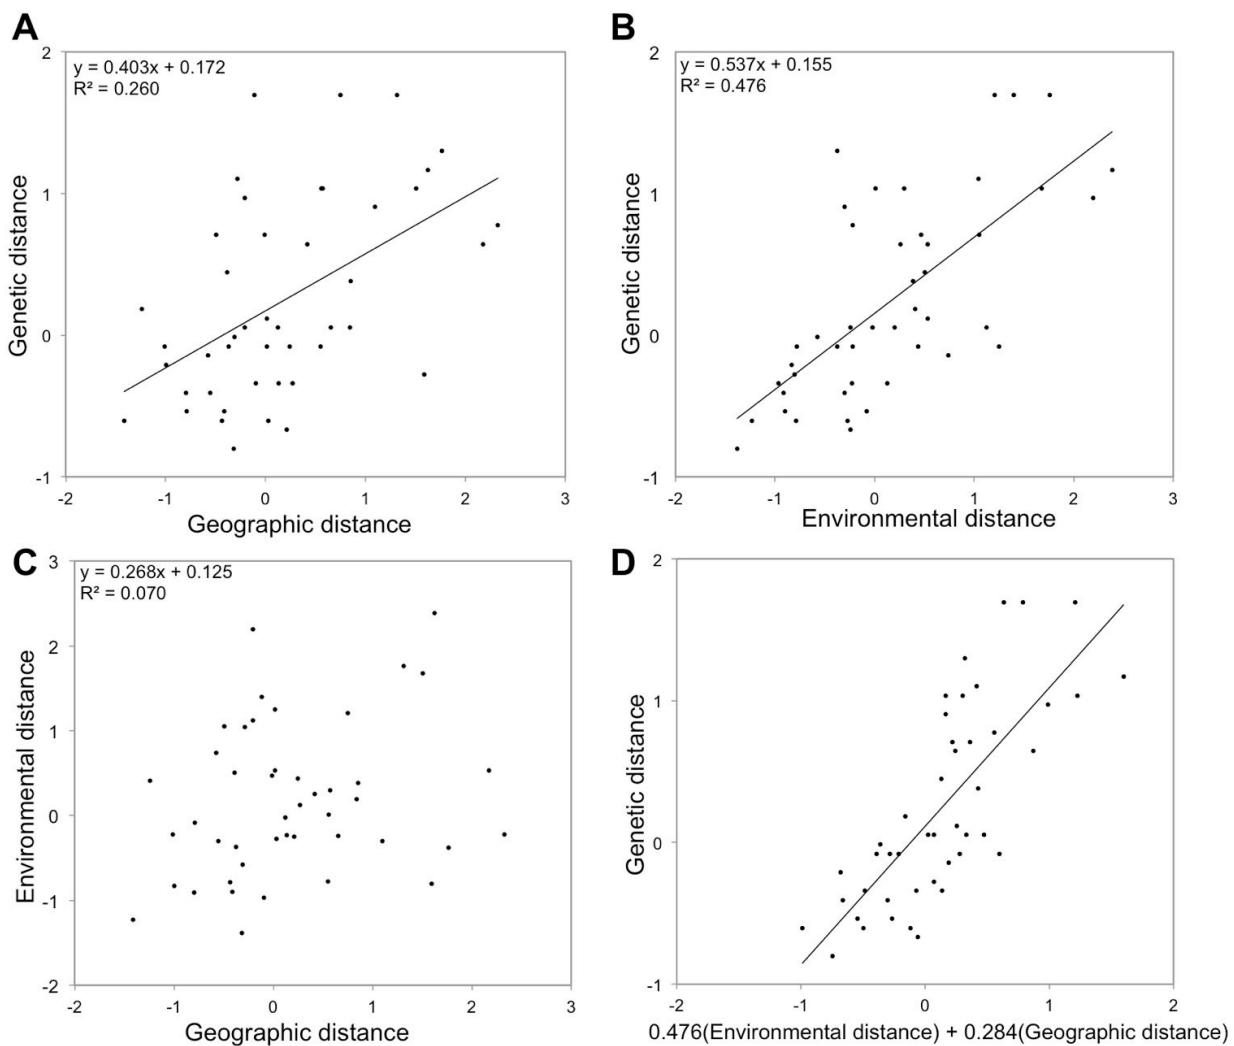 A
y = 0.403x + 0.172
R² = 0.260
2
1
0
-1
-2
-1
0
1
2
3
Genetic distance
Geographic distance
B
y = 0.537x + 0.155
R² = 0.476
2
1
0
-1
-2
-1
0
1
2
3
Genetic distance
Environmental distance
C
y = 0.268x + 0.125
R² = 0.070
3
2
1
0
-1
-2
-2
-1
0
1
2
3
Environmental distance
Geographic distance
D
2
1
0
-1
-2
-1
0
1
2
Genetic distance
0.476(Environmental distance) + 0.284(Geographic distance)